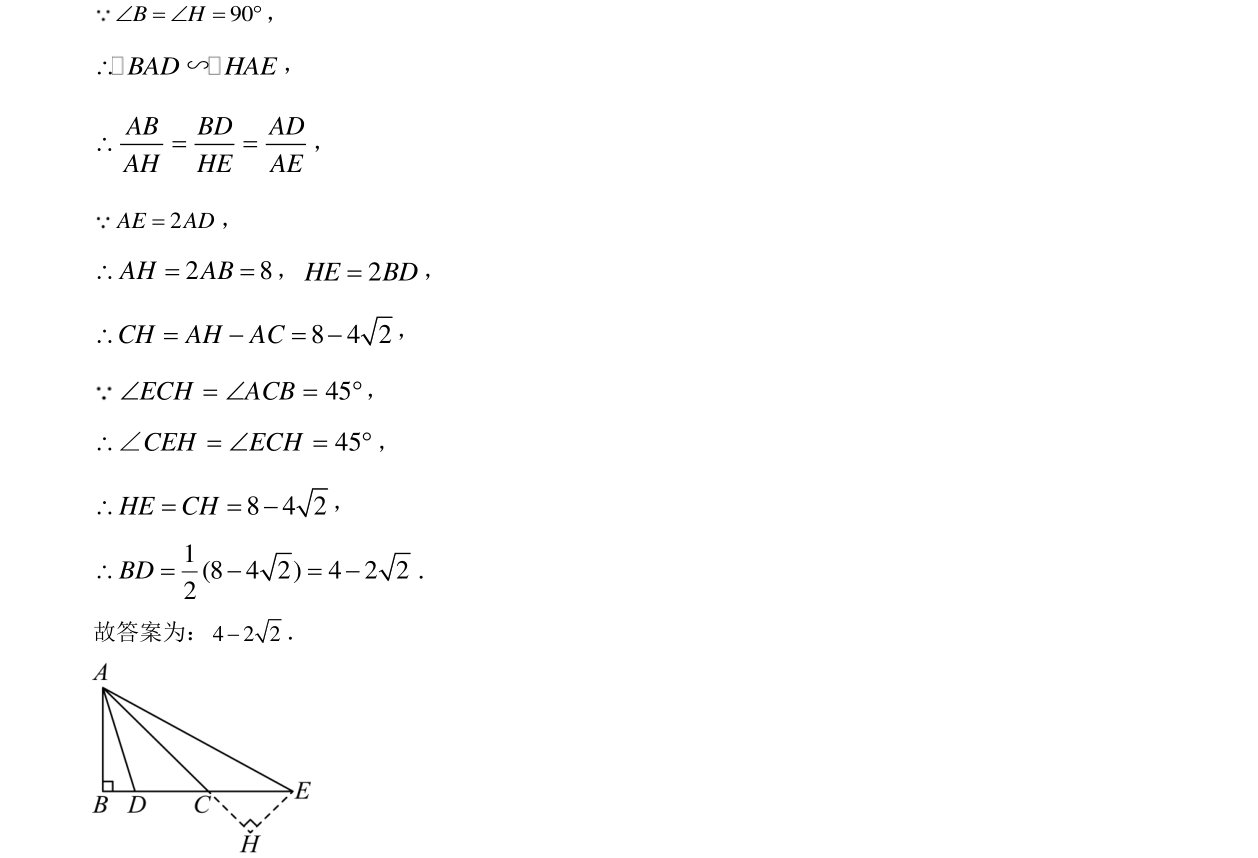 ∵∠B=∠H=90°，
∴□BAD∽□HAE，
∴AB/AH=BD/HE=AD/AE，
∵AE=2AD，
∴AH=2AB=8，HE=2BD，
∴CH=AH−AC=8−4√2，
∵∠ECH=∠ACB=45°，
∴∠CEH=∠ECH=45°，
∴HE=CH=8−4√2，
∴BD=1/2(8−4√2)=4−2√2．
故答案为：4−2√2．
A
B D C E
H